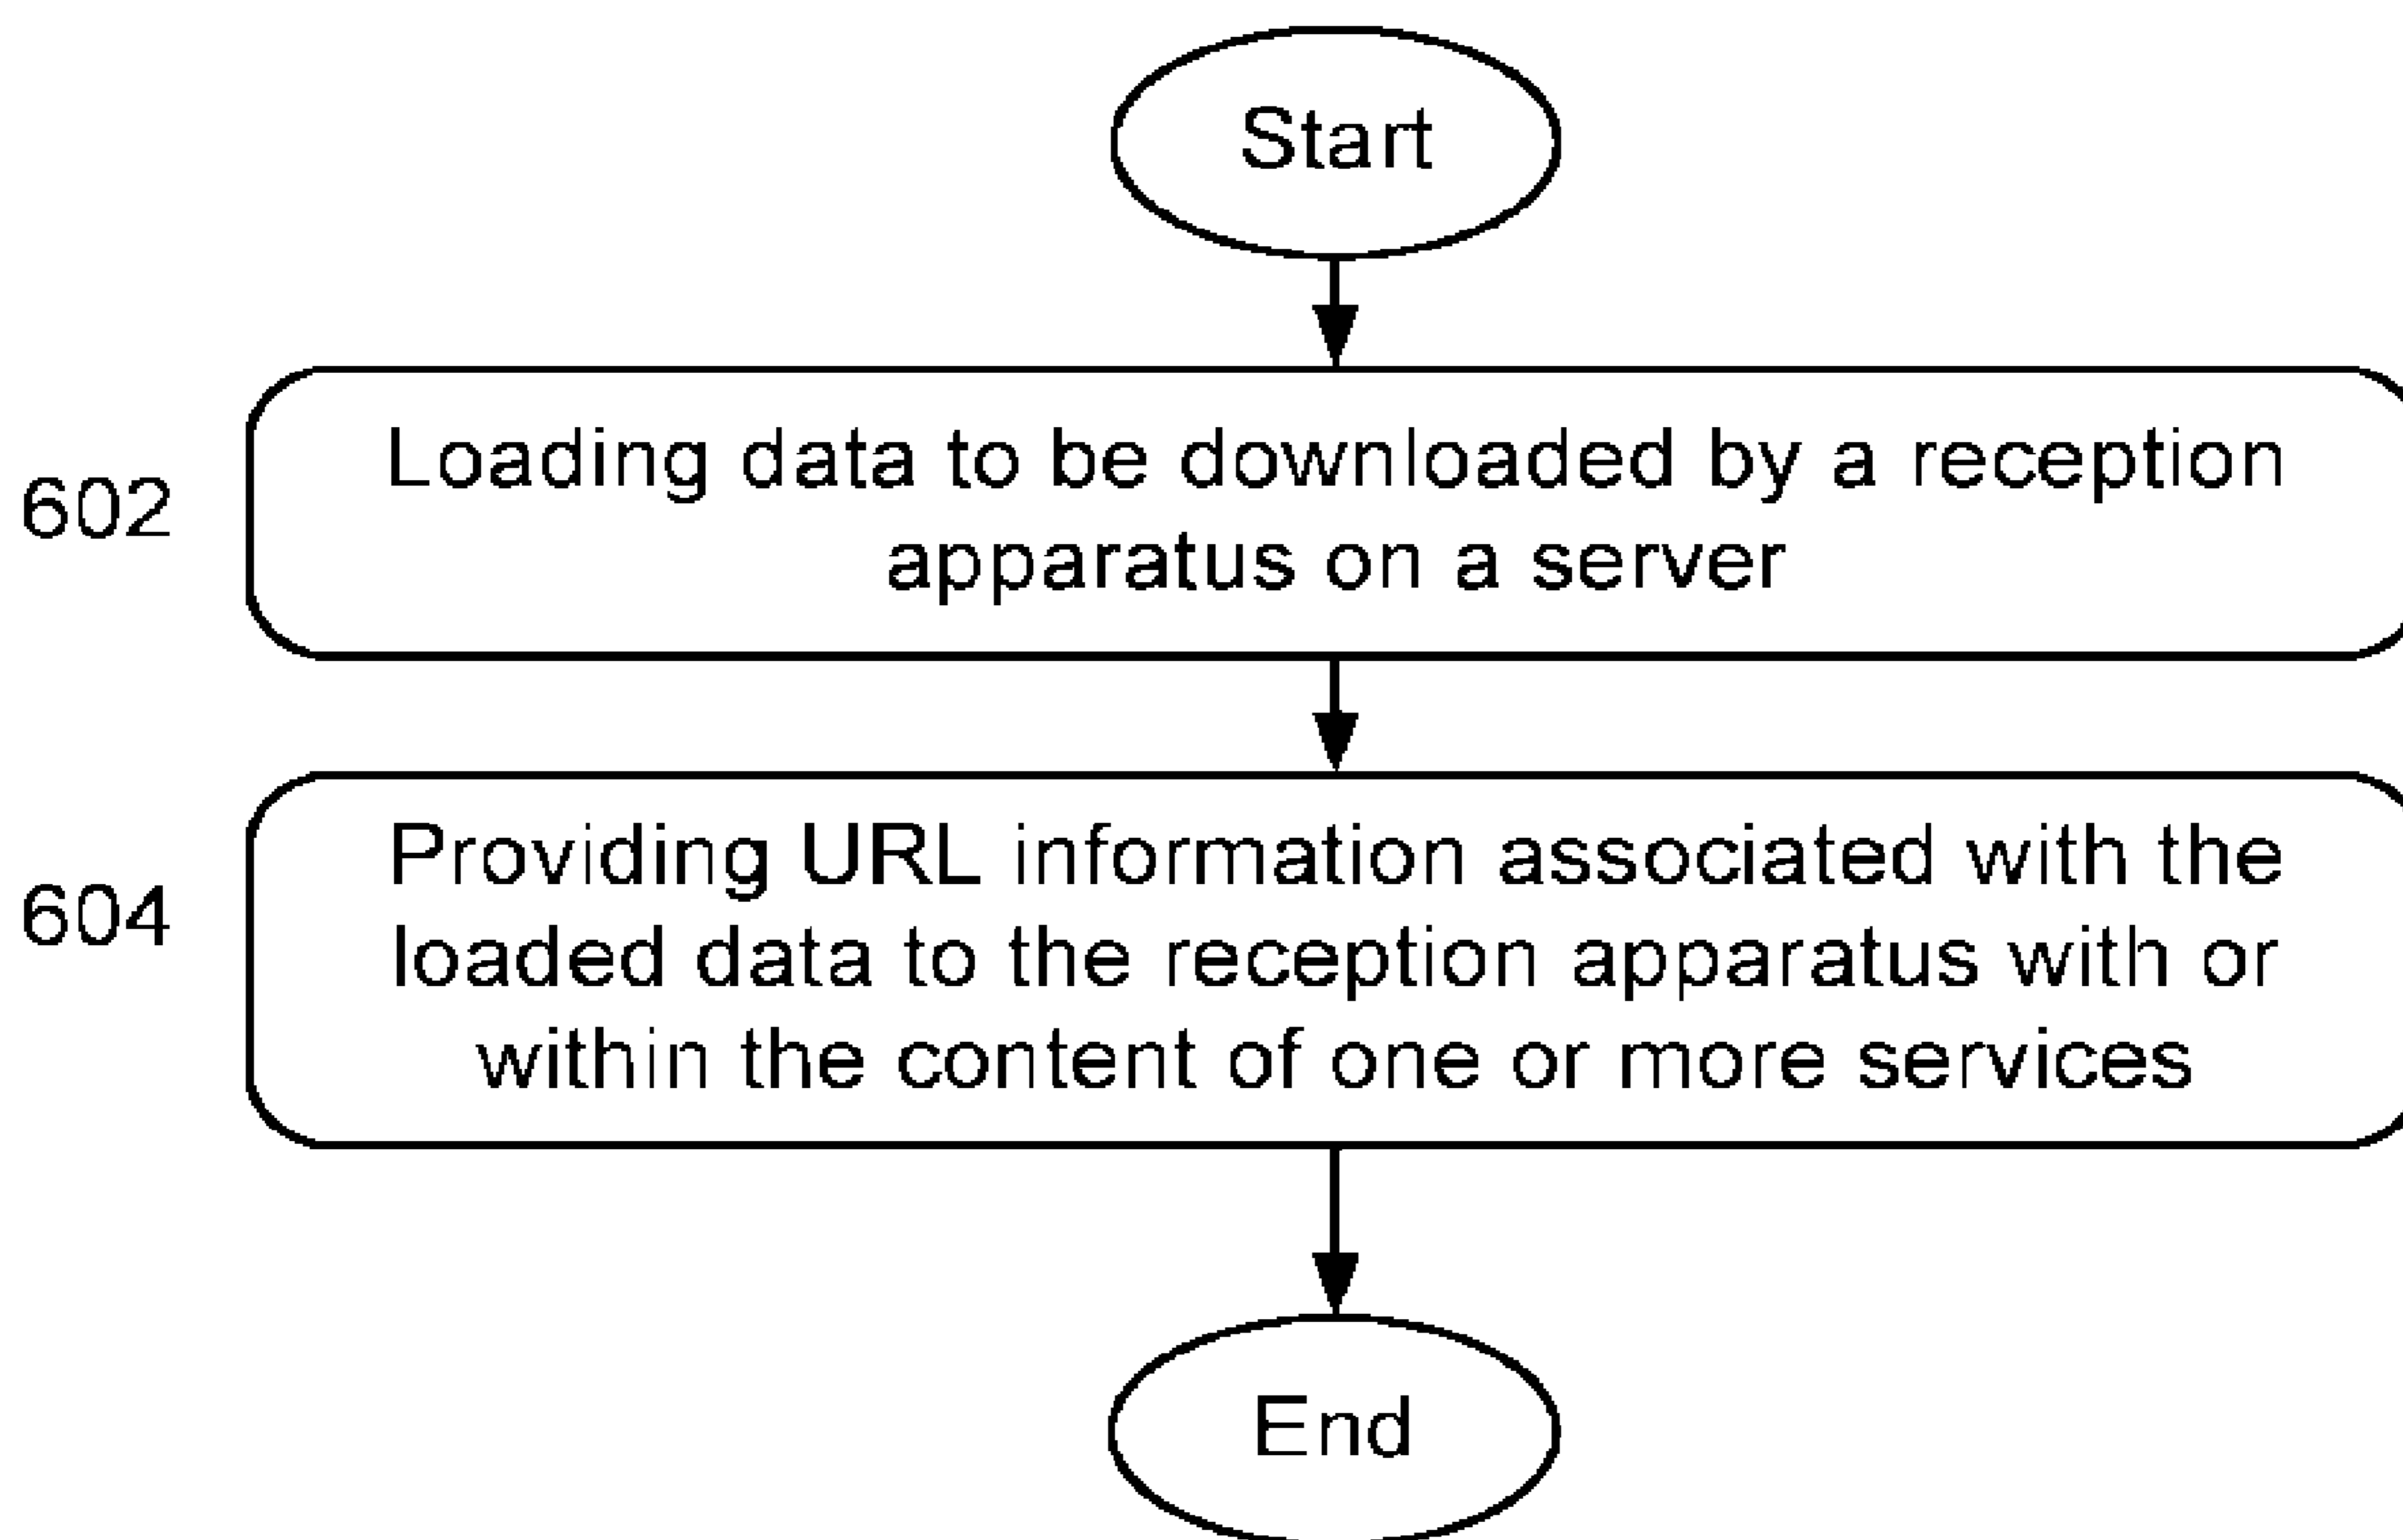 Start
602
Loading data to be downloaded by a reception
apparatus on a server
604
Providing URL information associated with the
loaded data to the reception apparatus with or
within the content of one or more services
End